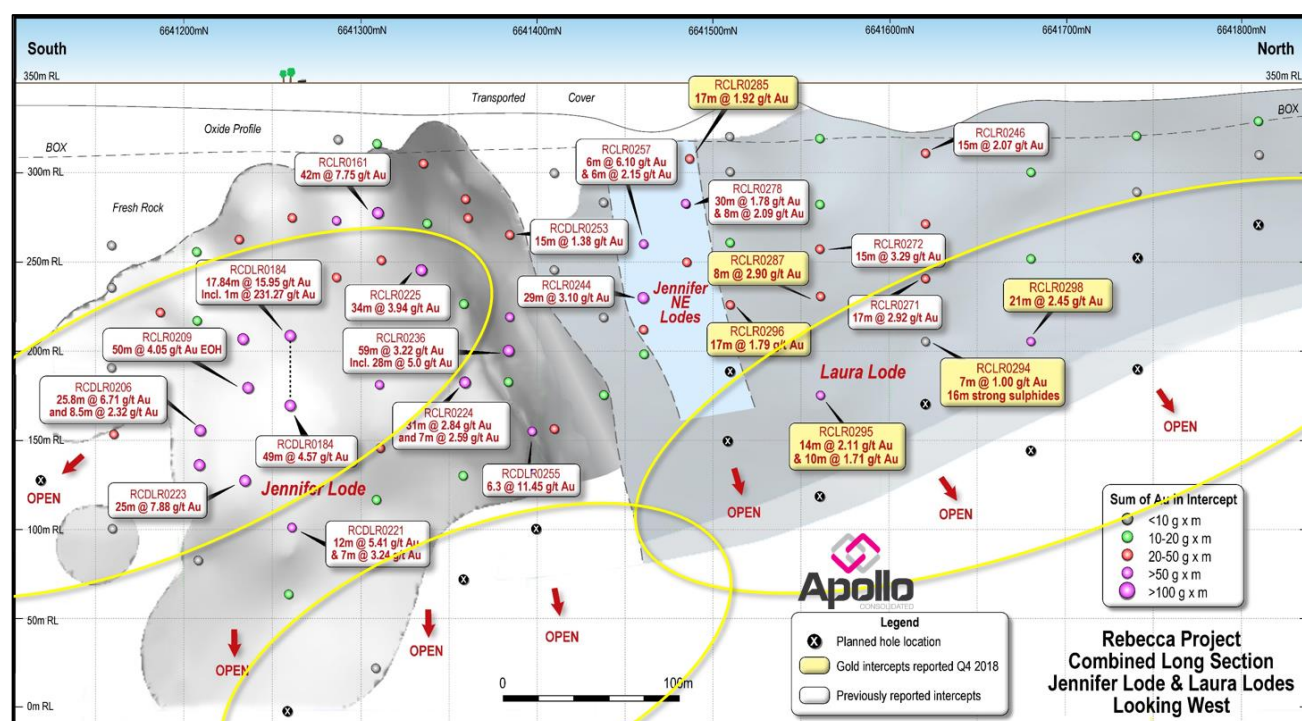 6641200mN
6641300mN
6641400mN
6641500mN
6641600mN
6641700mN
6641800mN
South
North
350m RL
350m RL
Transported Cover
Oxide Profile
BOX
BOX
Fresh Rock
300m RL
250m RL
200m RL
150m RL
100m RL
50m RL
0m RL
RCLR0285
17m @ 1.92 g/t Au
RCLR0257
6m @ 6.10 g/t Au
& 6m @ 2.15 g/t Au
RCLR0246
15m @ 2.07 g/t Au
RCLR0161
42m @ 7.75 g/t Au
RCLR0278
30m @ 1.78 g/t Au
& 8m @ 2.09 g/t Au
RCDLR0253
15m @ 1.38 g/t Au
RCLR0272
15m @ 3.29 g/t Au
RCDLR0184
17.84m @ 15.95 g/t Au
Incl. 1m @ 231.27 g/t Au
RCLR0287
8m @ 2.90 g/t Au
RCLR0225
34m @ 3.94 g/t Au
RCLR0244
29m @ 3.10 g/t Au
Jennifer
NE
Lodes
RCLR0271
17m @ 2.92 g/t Au
RCLR0298
21m @ 2.45 g/t Au
RCLR0209
50m @ 4.05 g/t Au EOH
RCLR0236
59m @ 3.22 g/t Au
Incl. 28m @ 5.0 g/t Au
RCLR0296
17m @ 1.79 g/t Au
Laura Lode
RCLR0294
7m @ 1.00 g/t Au
16m strong sulphides
RCDLR0206
25.8m @ 6.71 g/t Au
and 8.5m @ 2.32 g/t Au
RCLR0224
31m @ 2.84 g/t Au
and 7m @ 2.59 g/t Au
RCDLR0184
49m @ 4.57 g/t Au
RCLR0295
14m @ 2.11 g/t Au
& 10m @ 1.71 g/t Au
RCDLR0255
6.3 @ 11.45 g/t Au
RCDLR0223
25m @ 7.88 g/t Au
Jennifer Lode
RCDLR0221
12m @ 5.41 g/t Au
& 7m @ 3.24 g/t Au
OPEN
OPEN
OPEN
OPEN
OPEN
OPEN
OPEN
Sum of Au in Intercept
<10 g x m
10-20 g x m
20-50 g x m
>50 g x m
>100 g x m
Apollo
CONSOLIDATED
Legend
Planned hole location
Gold intercepts reported Q4 2018
Previously reported intercepts
0 100m
Rebecca Project
Combined Long Section
Jennifer Lode & Laura Lodes
Looking West